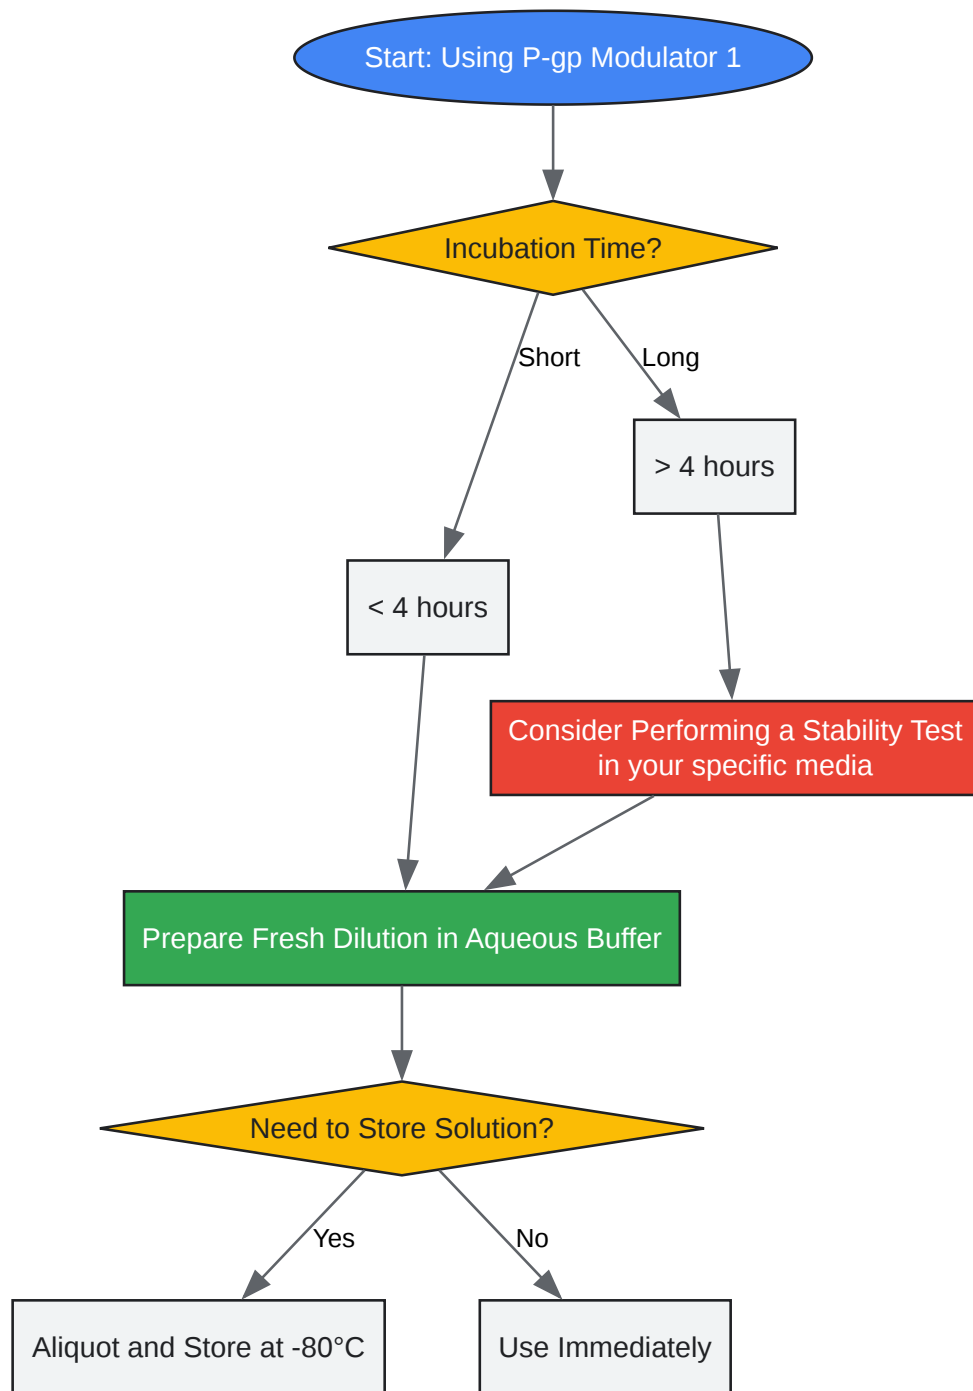 Start: Using P-gp Modulator 1
Incubation Time?
Short
Long
> 4 hours
< 4 hours
Consider Performing a Stability Test
in your specific media
Prepare Fresh Dilution in Aqueous Buffer
Need to Store Solution?
Yes
No
Aliquot and Store at -80°C
Use Immediately